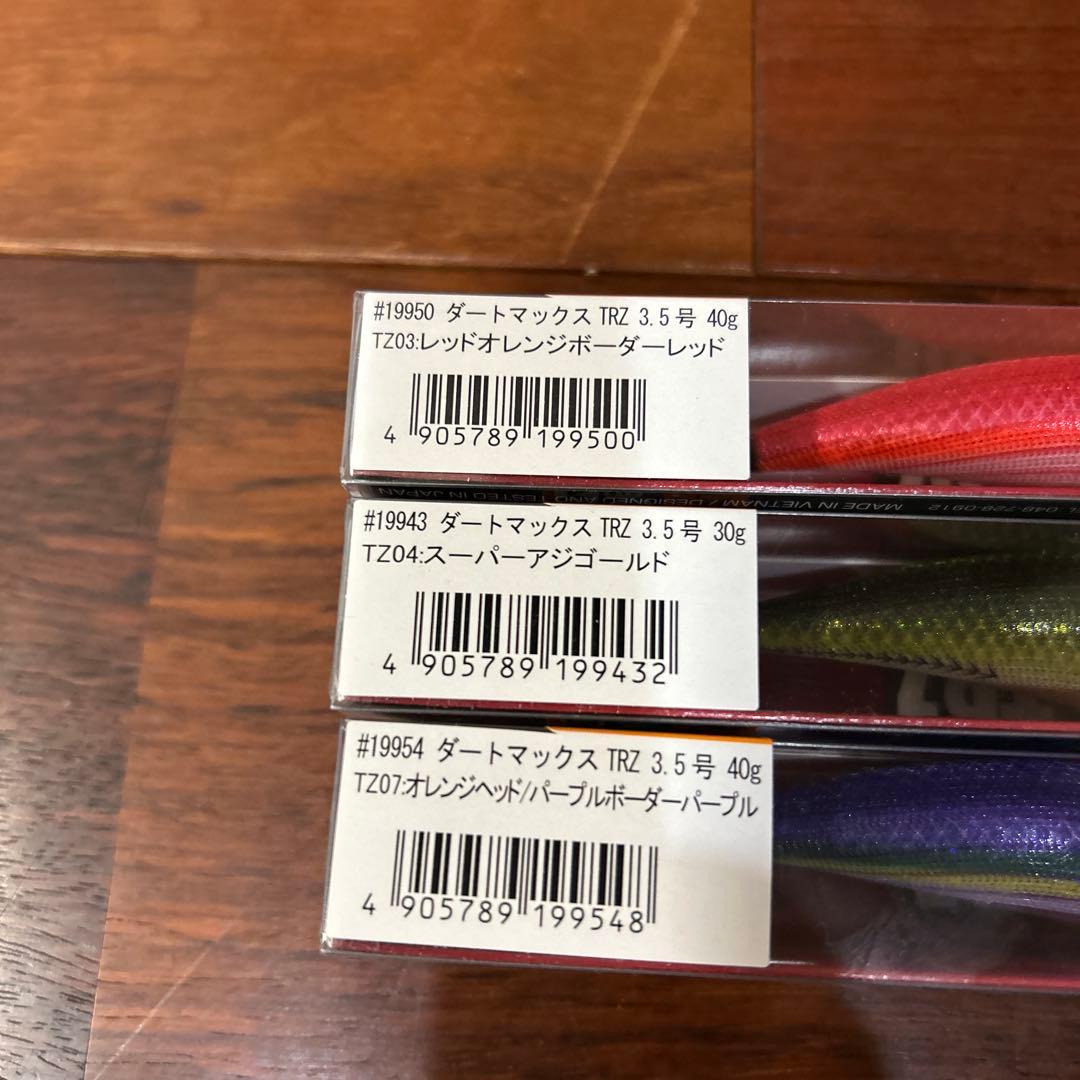 #19950 ダートマックス TRZ 3.5号 40g
TZ03:レッドオレンジボーダーレッド
4 905789 199500
MADE IN VIETNAM / DESIGNED AND TESTED IN JAPAN
048-728-0912
#19943 ダートマックス TRZ 3.5号 30g
TZ04:スーパーアジゴールド
4 905789 199432
#19954 ダートマックス TRZ 3.5号 40g
TZ07:オレンジヘッド/パープルボーダーパープル
4 905789 199548